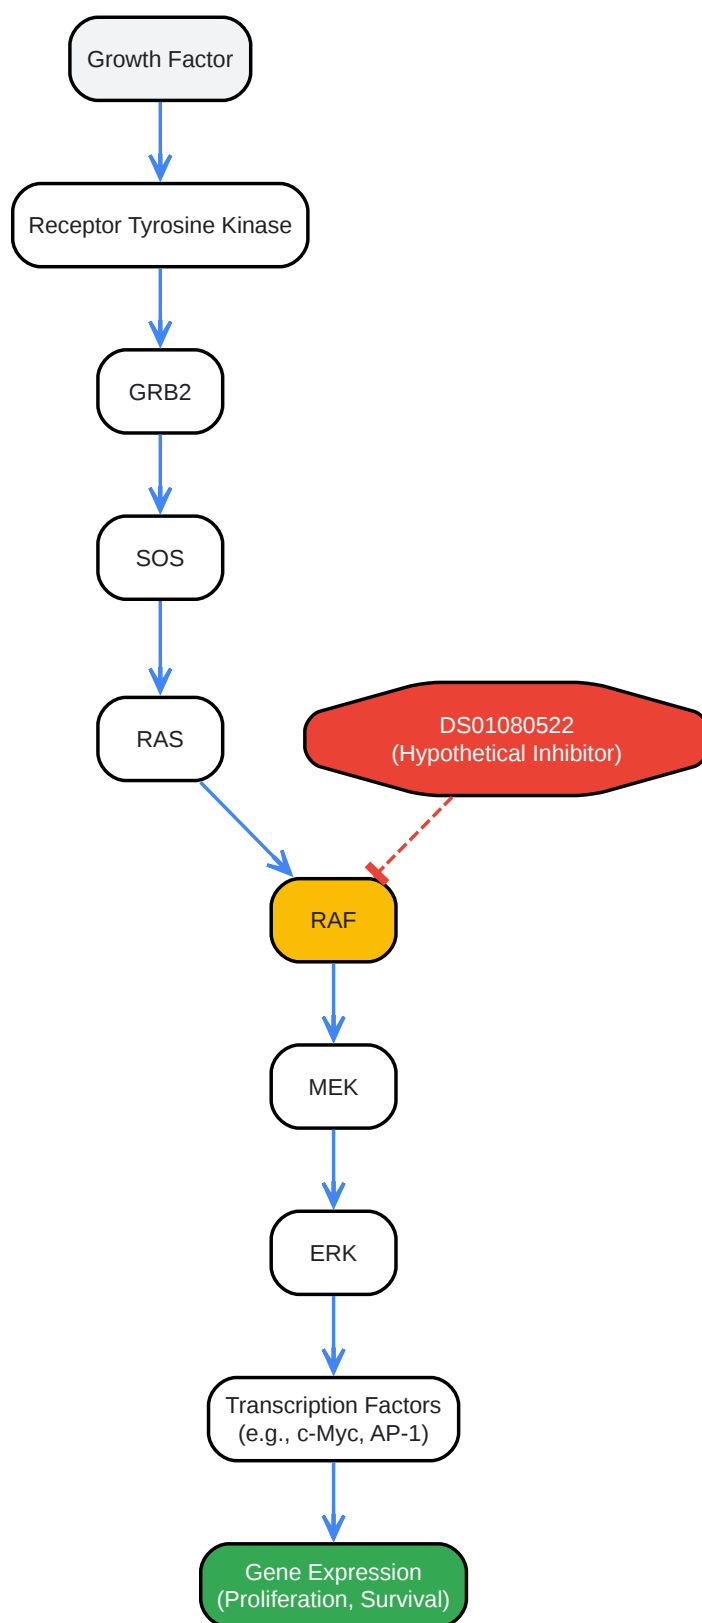 Growth Factor
Receptor Tyrosine Kinase
GRB2
SOS
RAS
DS01080522
(Hypothetical Inhibitor)
RAF
MEK
ERK
Transcription Factors
(e.g., c-Myc, AP-1)
Gene Expression
(Proliferation, Survival)